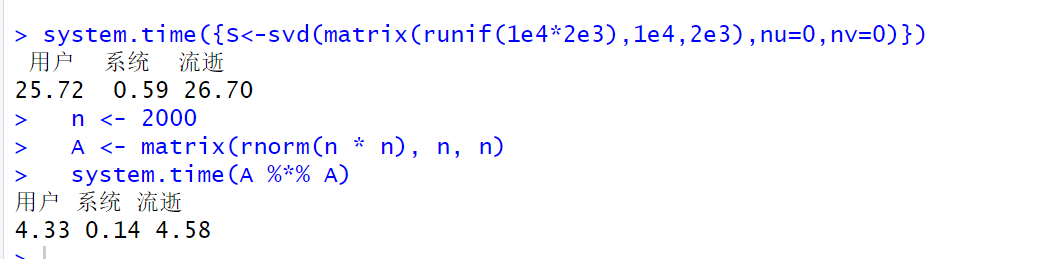 > system.time({S<-svd(matrix(runif(1e4*2e3),1e4,2e3),nu=0,nv=0)})
用户 系统 流逝
25.72 0.59 26.70
> n <- 2000
> A <- matrix(rnorm(n * n), n, n)
> system.time(A %*% A)
用户 系统 流逝
4.33 0.14 4.58
>